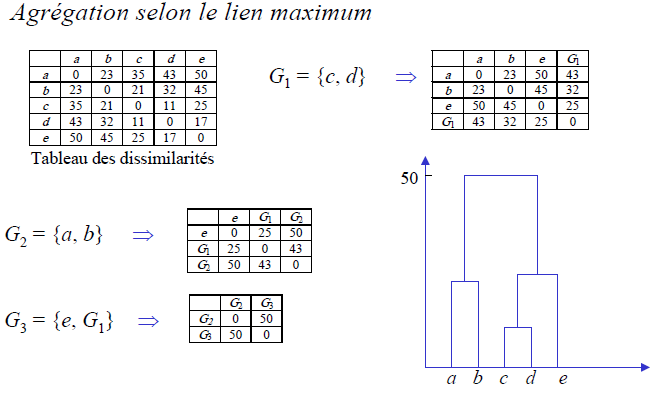 Agrégation selon le lien maximum
a b c d e
a 0 23 35 43 50
b 23 0 21 32 45
c 35 21 0 11 25
d 43 32 11 0 17
e 50 45 25 17 0
Tableau des dissimilarités
G1 = {c, d} ⇒
a b e G1
a 0 23 50 43
b 23 0 45 32
e 50 45 0 25
G1 43 32 25 0
G2 = {a, b} ⇒
e G1 G2
e 0 25 50
G1 25 0 43
G2 50 43 0
G3 = {e, G1} ⇒
G2 G3
G2 0 50
G3 50 0
50
a b c d e